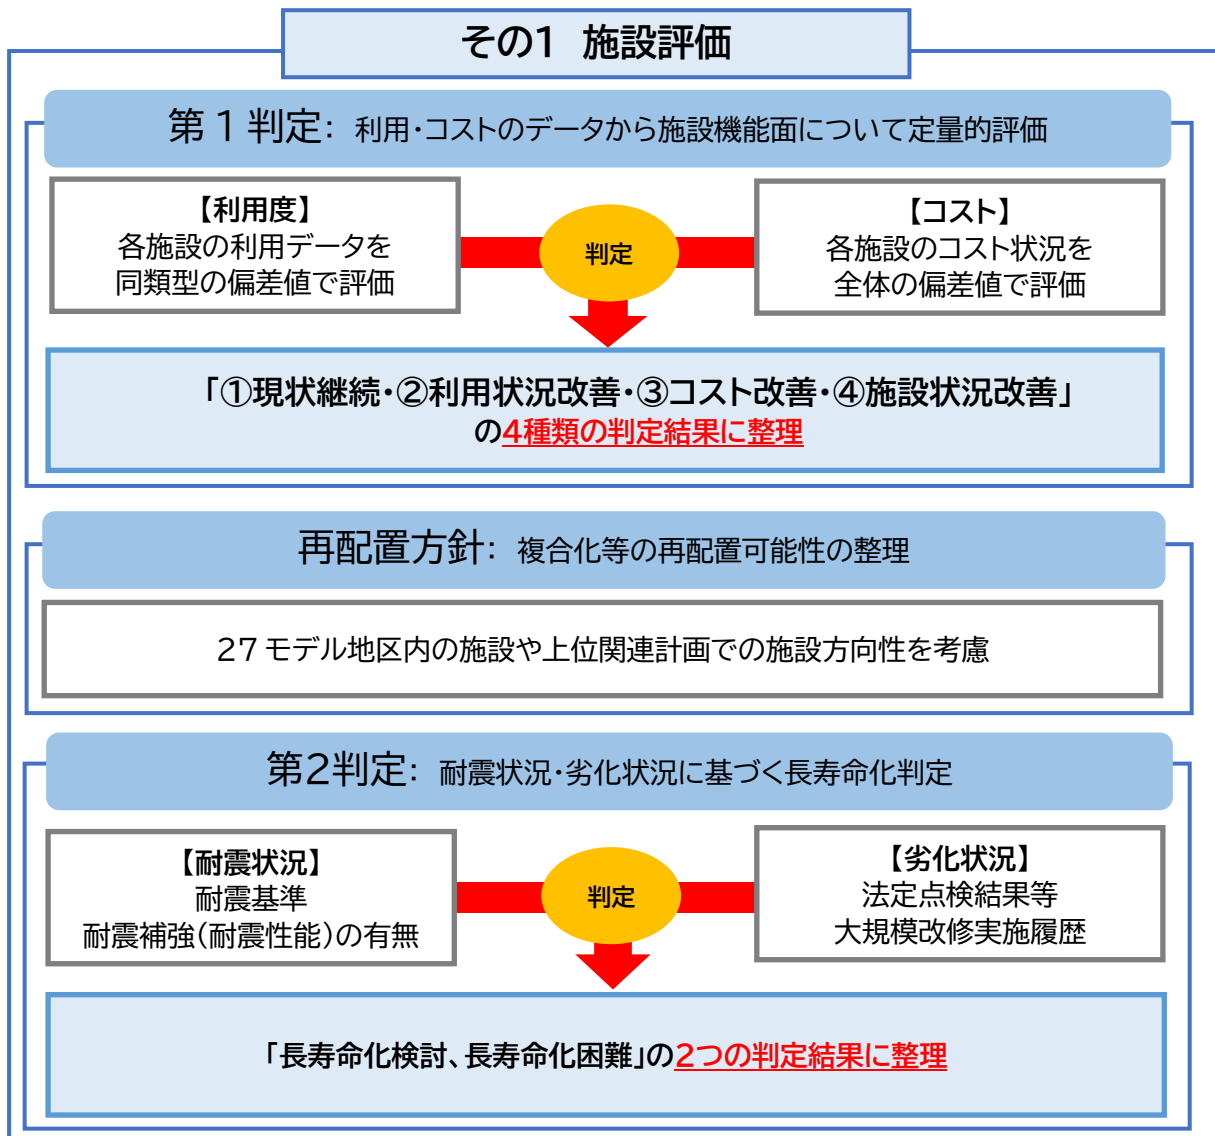 その1 施設評価
第1判定: 利用・コストのデータから施設機能面について定量的評価
【利用度】
各施設の利用データを
同類型の偏差値で評価
判定
【コスト】
各施設のコスト状況を
全体の偏差値で評価
「①現状継続・②利用状況改善・③コスト改善・④施設状況改善」
の4種類の判定結果に整理
再配置方針: 複合化等の再配置可能性の整理
27モデル地区内の施設や上位関連計画での施設方向性を考慮
第2判定: 耐震状況・劣化状況に基づく長寿命化判定
【耐震状況】
耐震基準
耐震補強(耐震性能)の有無
判定
【劣化状況】
法定点検結果等
大規模改修実施履歴
「長寿命化検討、長寿命化困難」の2つの判定結果に整理